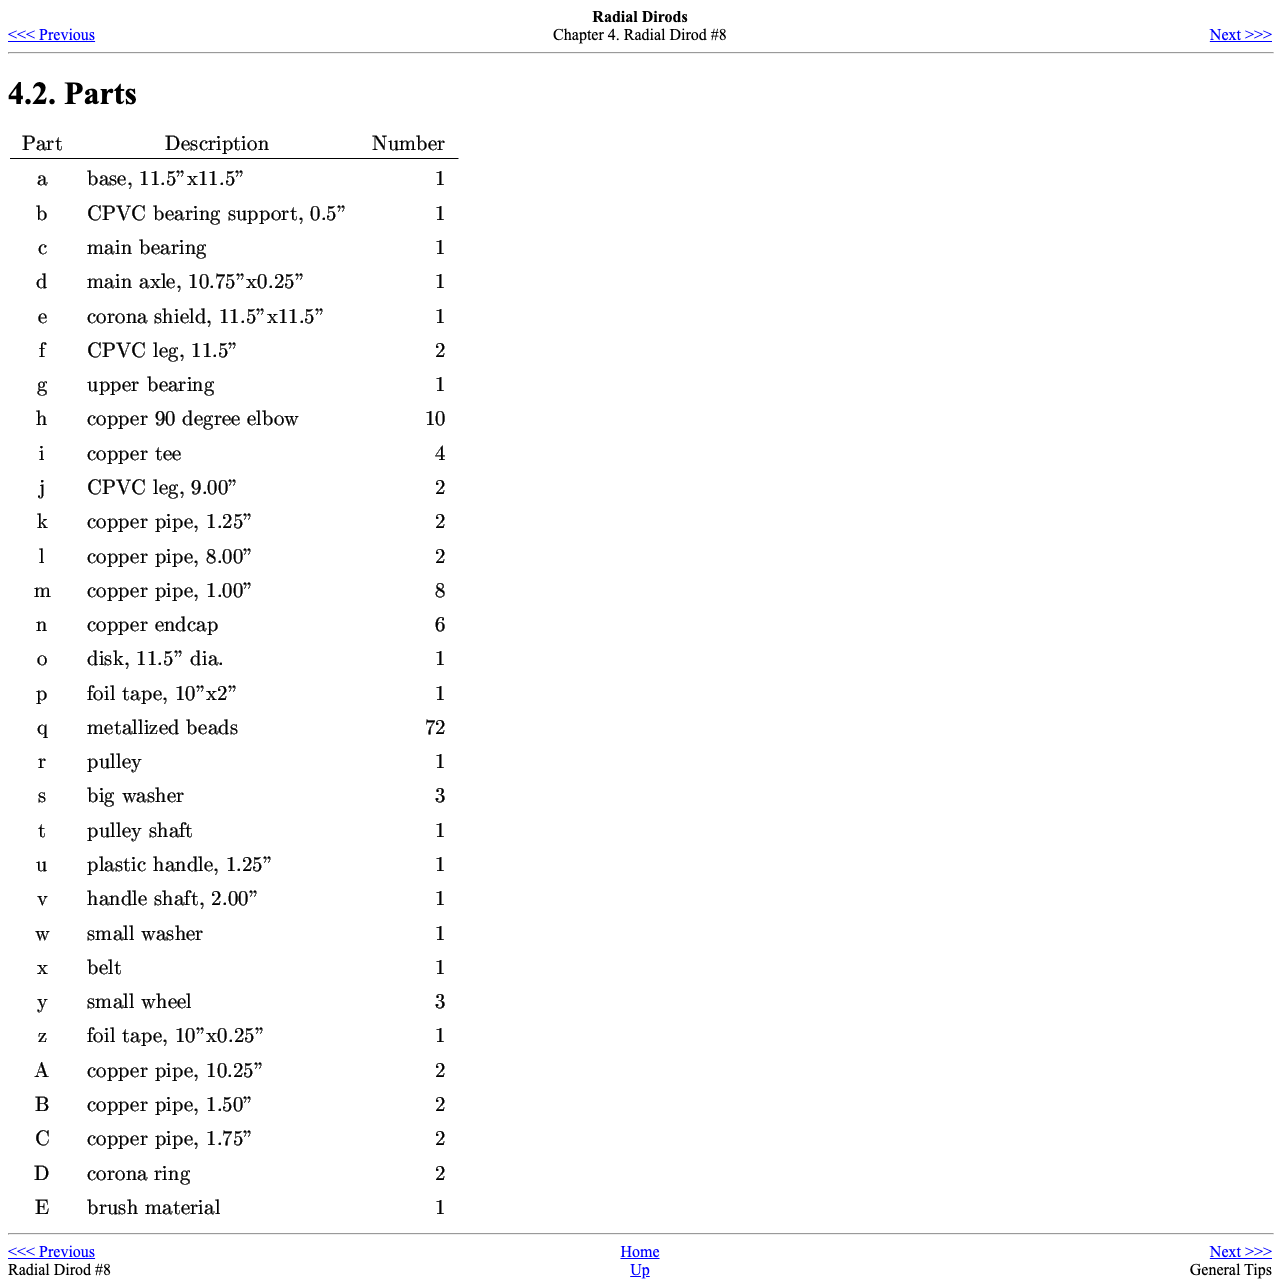 Radial Dirods
<<< Previous Chapter 4. Radial Dirod #8 Next >>>
4.2. Parts
Part Description Number
a base, 11.5”x11.5” 1
b CPVC bearing support, 0.5” 1
c main bearing 1
d main axle, 10.75”x0.25” 1
e corona shield, 11.5”x11.5” 1
f CPVC leg, 11.5” 2
g upper bearing 1
h copper 90 degree elbow 10
i copper tee 4
j CPVC leg, 9.00” 2
k copper pipe, 1.25” 2
l copper pipe, 8.00” 2
m copper pipe, 1.00” 8
n copper endcap 6
o disk, 11.5” dia. 1
p foil tape, 10”x2” 1
q metallized beads 72
r pulley 1
s big washer 3
t pulley shaft 1
u plastic handle, 1.25” 1
v handle shaft, 2.00” 1
w small washer 1
x belt 1
y small wheel 3
z foil tape, 10”x0.25” 1
A copper pipe, 10.25” 2
B copper pipe, 1.50” 2
C copper pipe, 1.75” 2
D corona ring 2
E brush material 1
<<< Previous Home Next >>>
Radial Dirod #8 Up General Tips